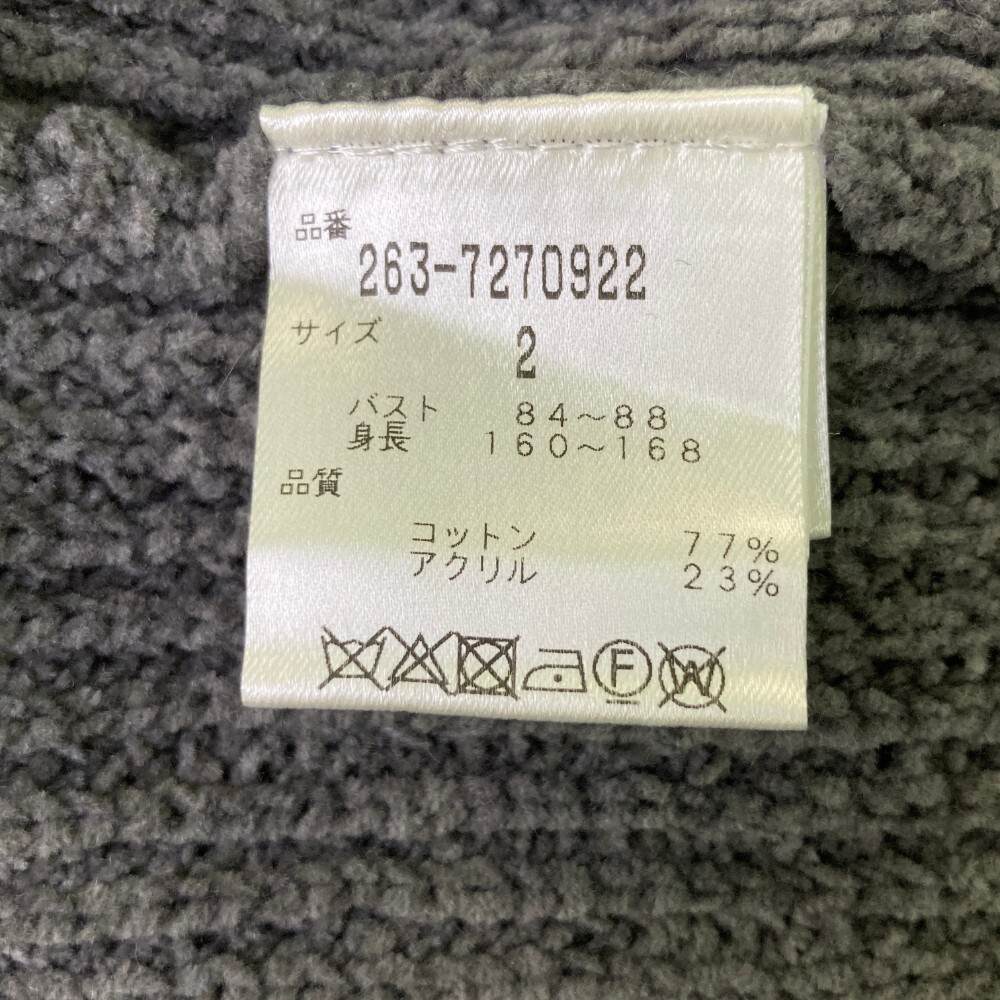 品番
263-7270922
サイズ
2
バスト 84～88
身長 160～168
品質
コットン 77%
アクリル 23%
F W